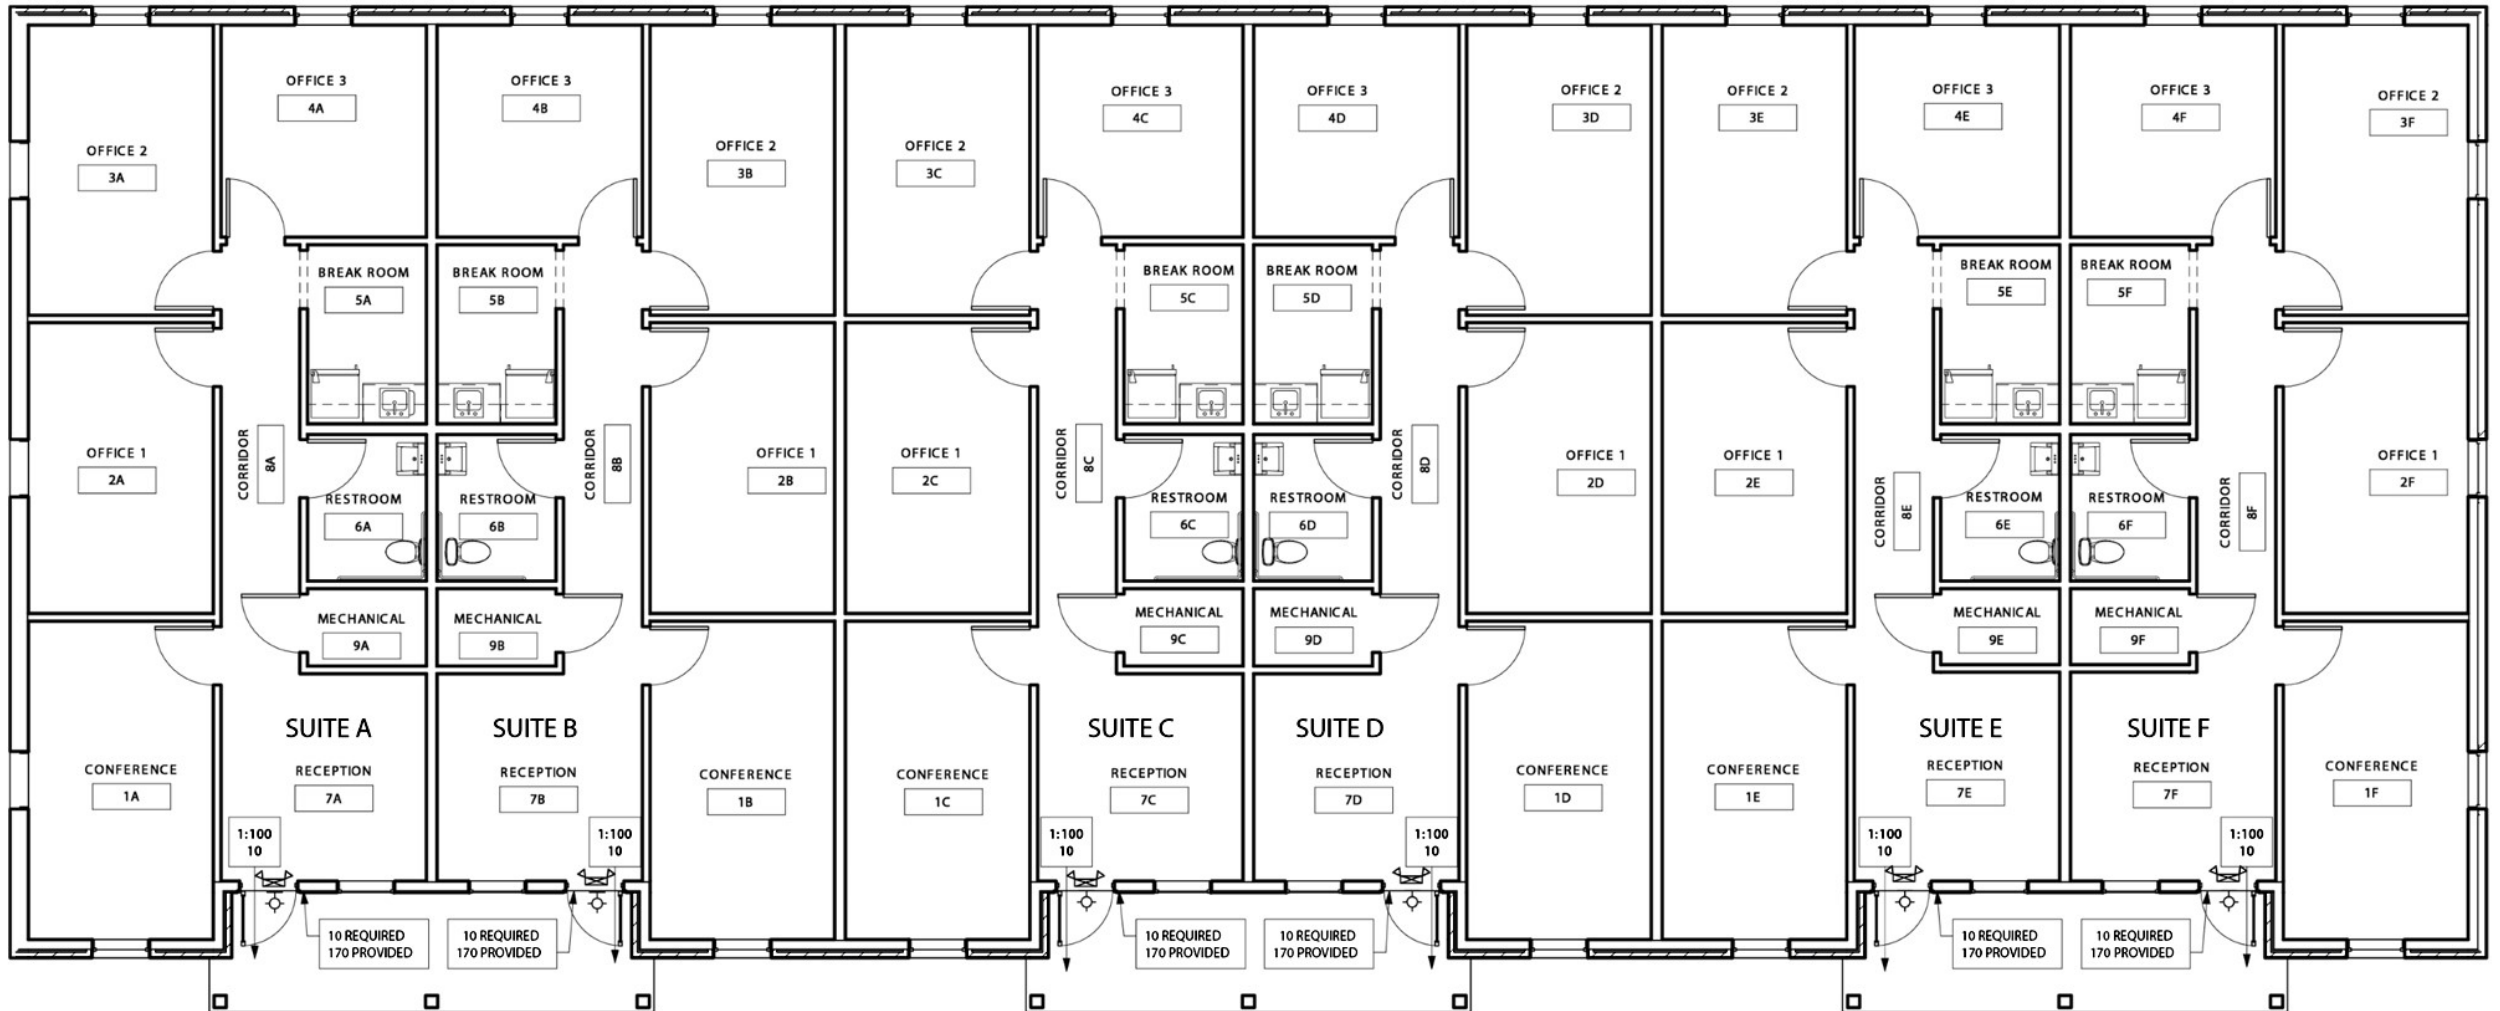 OFFICE 3
4A
OFFICE 3
4B
OFFICE 3
4C
OFFICE 3
4D
OFFICE 2
3D
OFFICE 2
3E
OFFICE 3
4E
OFFICE 3
4F
OFFICE 2
3F
OFFICE 2
3A
OFFICE 2
3B
OFFICE 2
3C
BREAK ROOM
5A
BREAK ROOM
5B
BREAK ROOM
5C
BREAK ROOM
5D
BREAK ROOM
5E
BREAK ROOM
5F
OFFICE 1
2A
CORRIDOR
8A
RESTROOM
6A
RESTROOM
6B
CORRIDOR
8B
OFFICE 1
2B
OFFICE 1
2C
CORRIDOR
8C
RESTROOM
6C
RESTROOM
6D
CORRIDOR
8D
OFFICE 1
2D
OFFICE 1
2E
CORRIDOR
8E
RESTROOM
6E
RESTROOM
6F
CORRIDOR
8F
OFFICE 1
2F
MECHANICAL
9A
MECHANICAL
9B
MECHANICAL
9C
MECHANICAL
9D
MECHANICAL
9E
MECHANICAL
9F
SUITE A
SUITE B
SUITE C
SUITE D
SUITE E
SUITE F
CONFERENCE
1A
RECEPTION
7A
RECEPTION
7B
CONFERENCE
1B
CONFERENCE
1C
RECEPTION
7C
RECEPTION
7D
CONFERENCE
1D
CONFERENCE
1E
RECEPTION
7E
RECEPTION
7F
CONFERENCE
1F
1:100
10
1:100
10
1:100
10
1:100
10
1:100
10
1:100
10
10 REQUIRED
170 PROVIDED
10 REQUIRED
170 PROVIDED
10 REQUIRED
170 PROVIDED
10 REQUIRED
170 PROVIDED
10 REQUIRED
170 PROVIDED
10 REQUIRED
170 PROVIDED